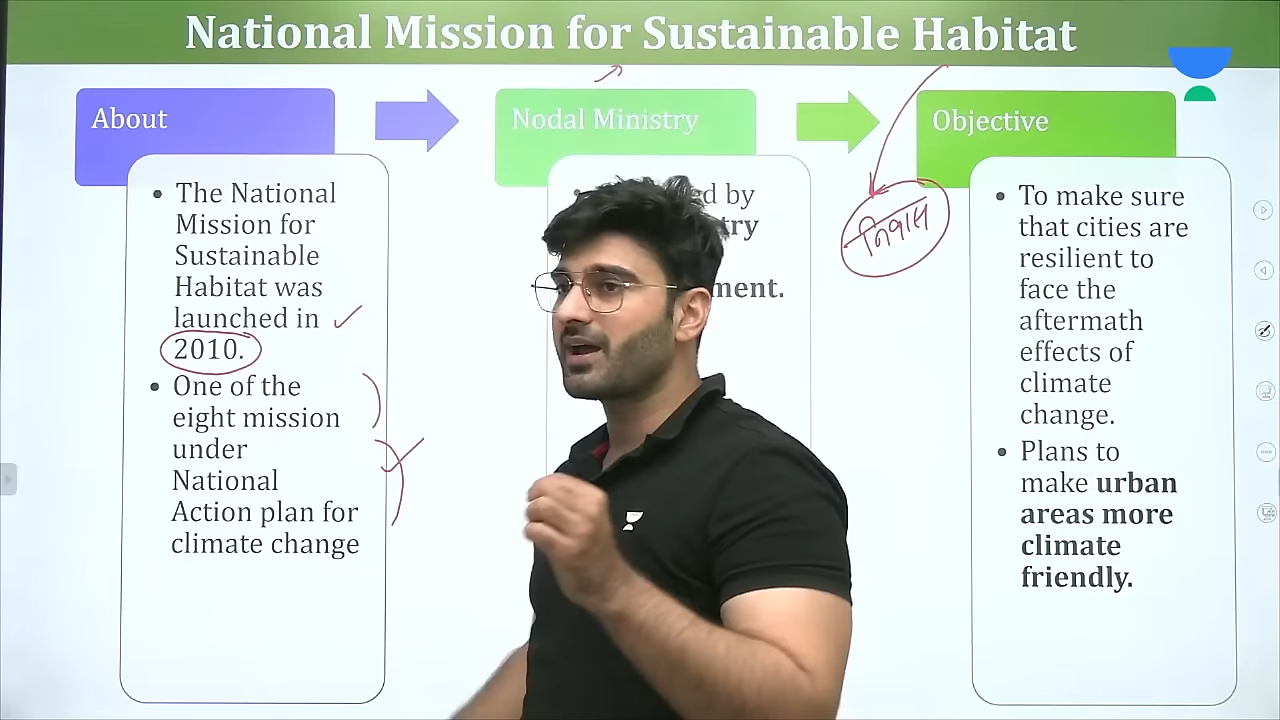 National Mission for Sustainable Habitat
About
• The National
Mission for
Sustainable
Habitat was
launched in
2010.
• One of the
eight mission
under
National
Action plan for
climate change
Nodal Ministry
by
ment.
Objective
निवास
• To make sure
that cities are
resilient to
face the
aftermath
effects of
climate
change.
• Plans to
make urban
areas more
climate
friendly.